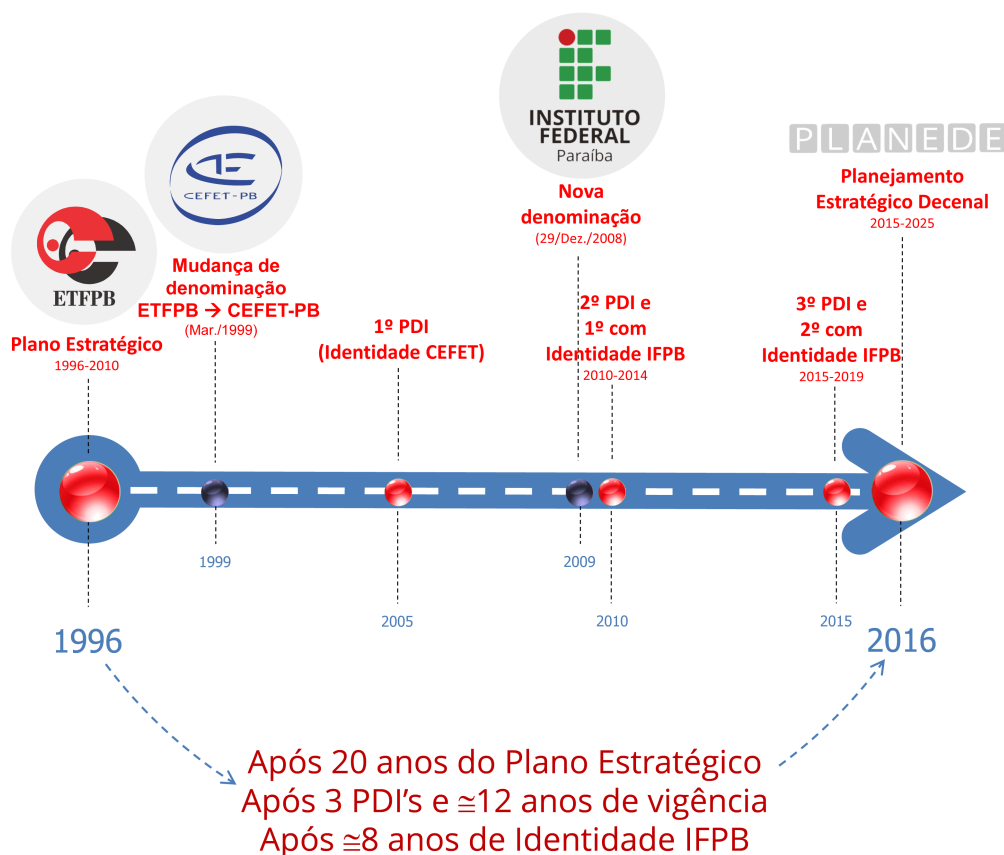 INSTITUTO
FEDERAL
Paraíba
PLANEDE
CEFET-PB
ETFPB
Plano Estratégico
1996-2010
Mudança de
denominação
ETFPB → CEFET-PB
(Mar./1999)
1º PDI
(Identidade CEFET)
Nova
denominação
(29/Dez./2008)
2º PDI e
1º com
Identidade IFPB
2010-2014
3º PDI e
2º com
Identidade IFPB
2015-2019
Planejamento
Estratégico Decenal
2015-2025
1999
2009
2005
2010
2015
1996
2016
Após 20 anos do Plano Estratégico
Após 3 PDI’s e ≅12 anos de vigência
Após ≅8 anos de Identidade IFPB